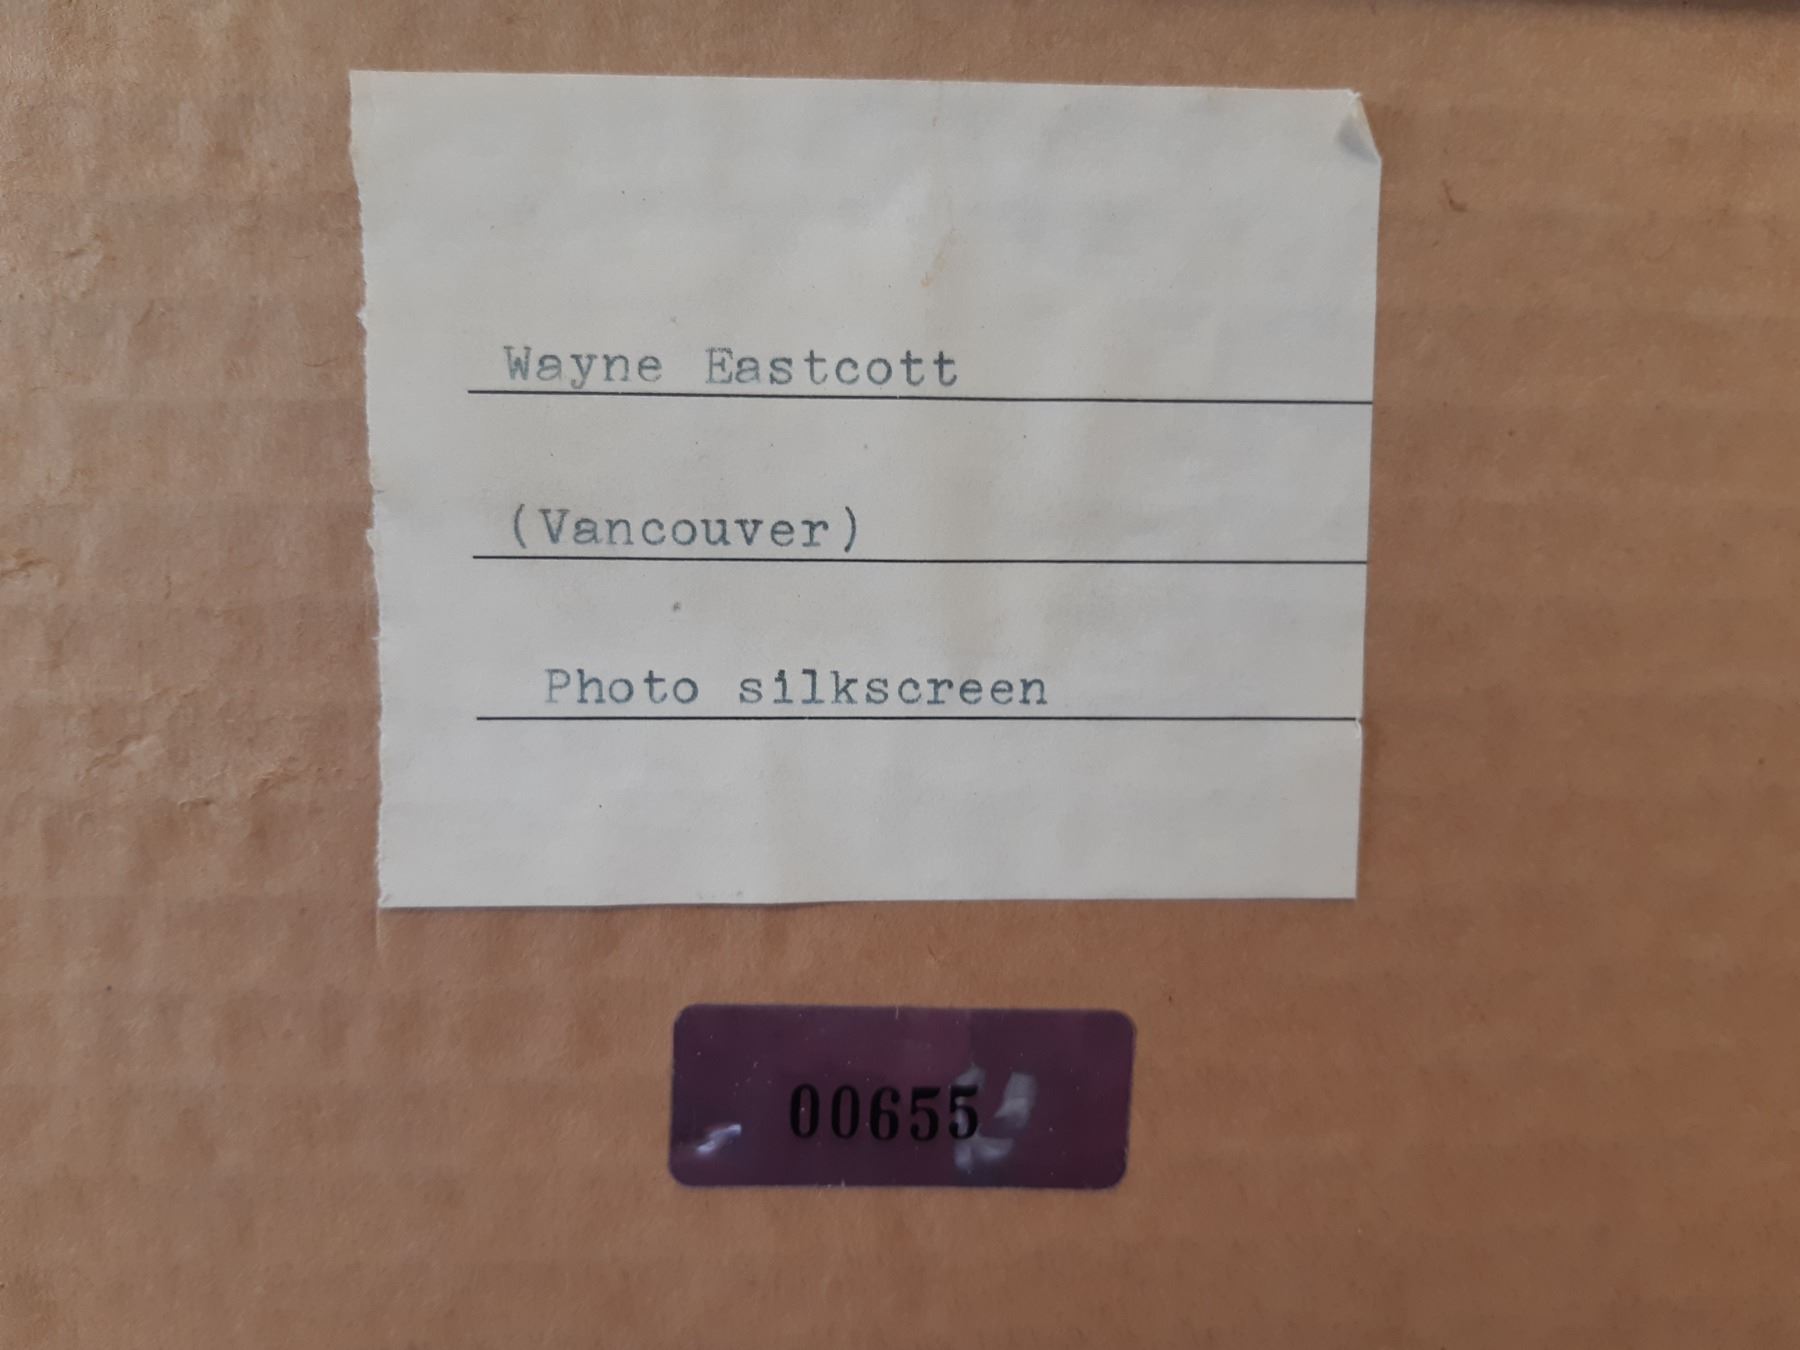 Wayne Eastcott
(Vancouver)
Photo silkscreen
00655